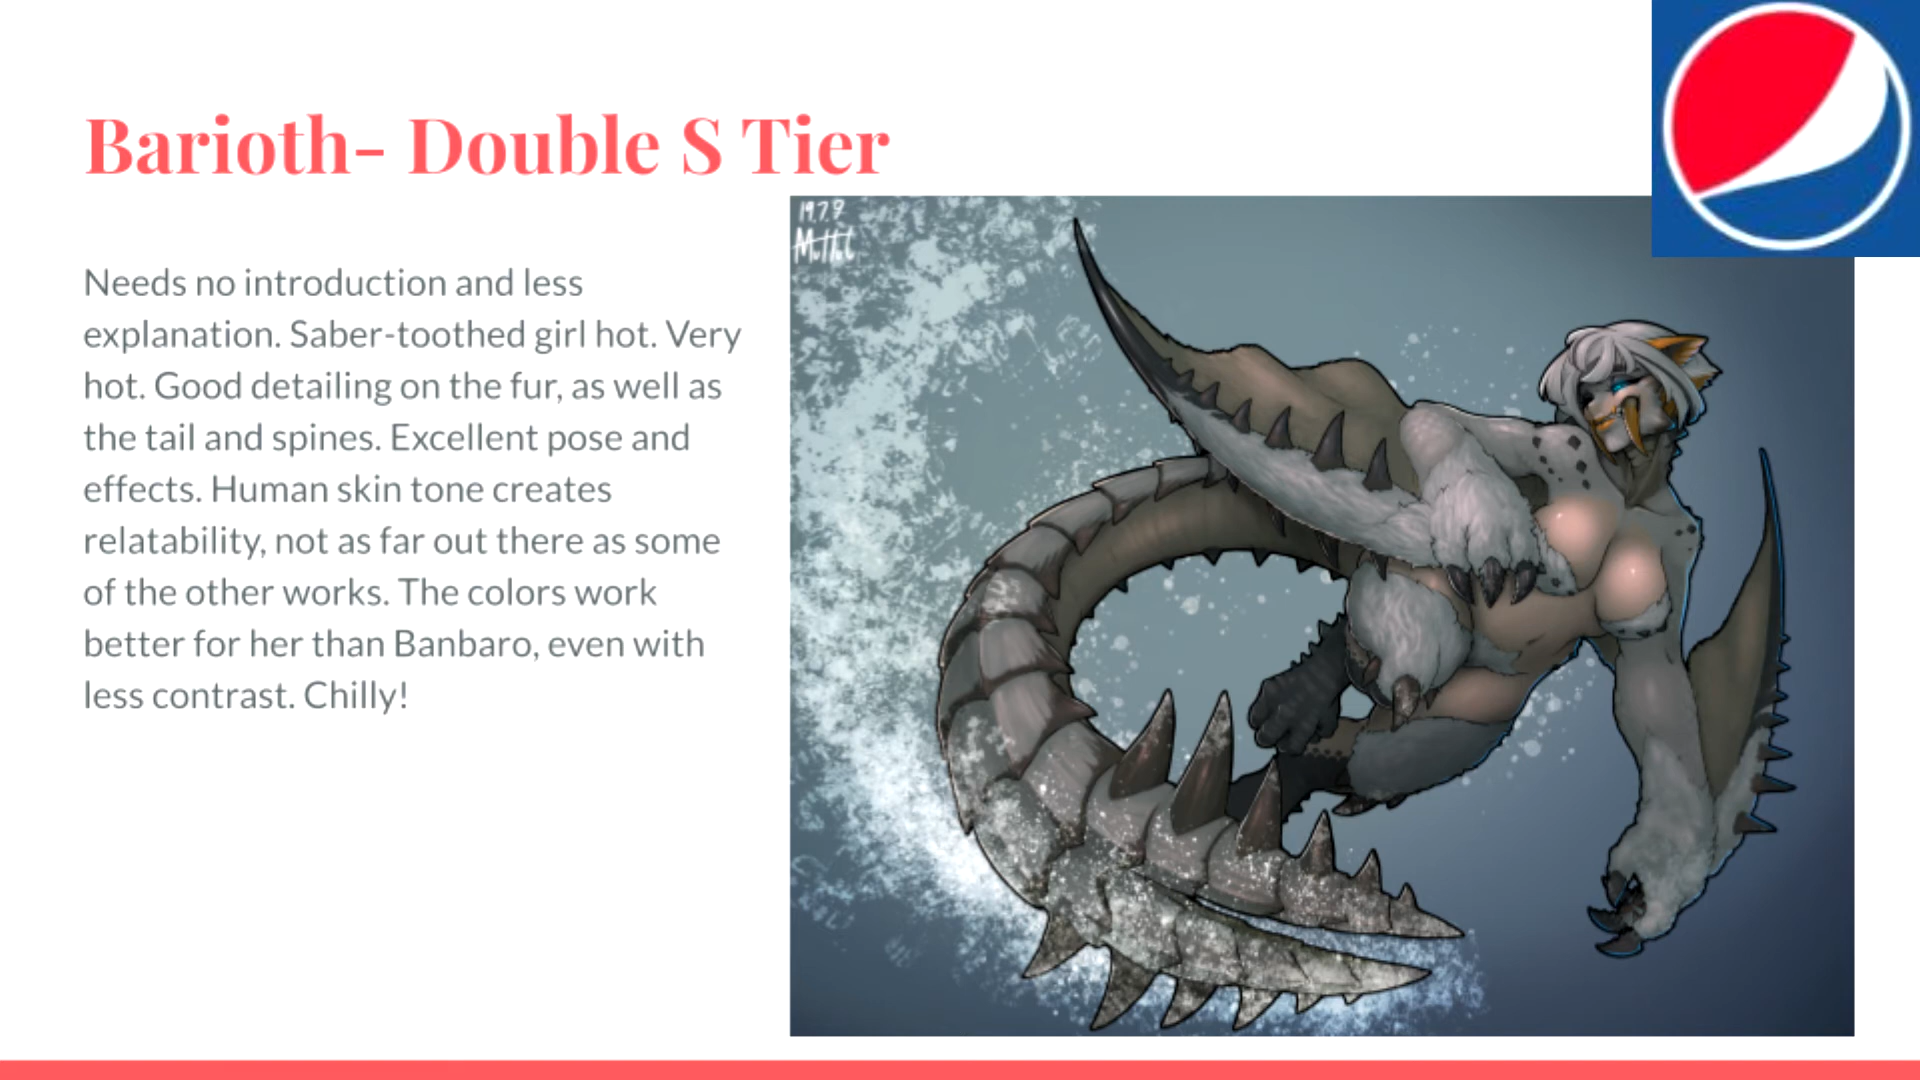 Barioth- Double S Tier
Needs no introduction and less
explanation. Saber-toothed girl hot. Very
hot. Good detailing on the fur, as well as
the tail and spines. Excellent pose and
effects. Human skin tone creates
relatability, not as far out there as some
of the other works. The colors work
better for her than Banbaro, even with
less contrast. Chilly!
19.7.9